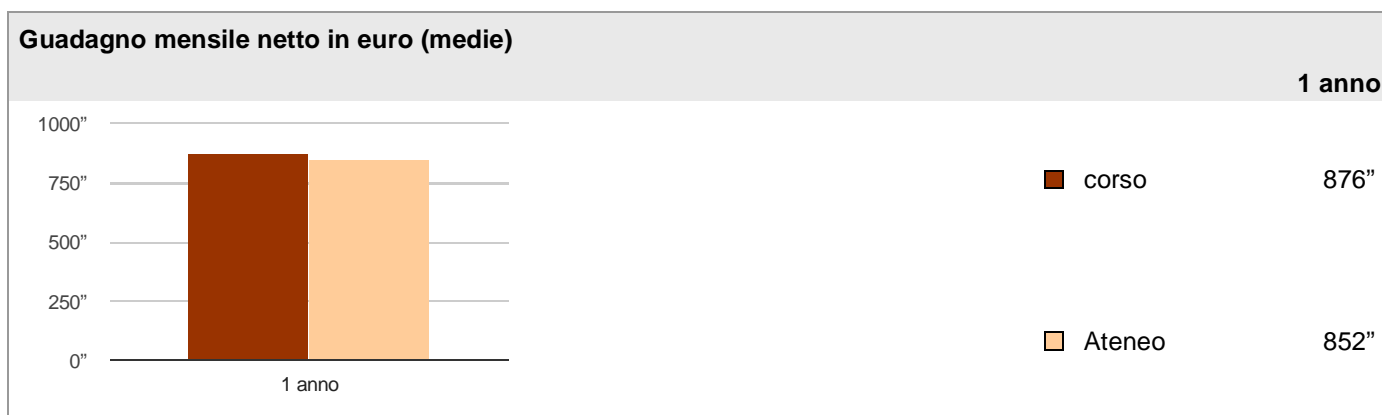 Guadagno mensile netto in euro (medie)
1 anno
1000”
750”
500”
250”
0”
1 anno
corso 876”
Ateneo 852”